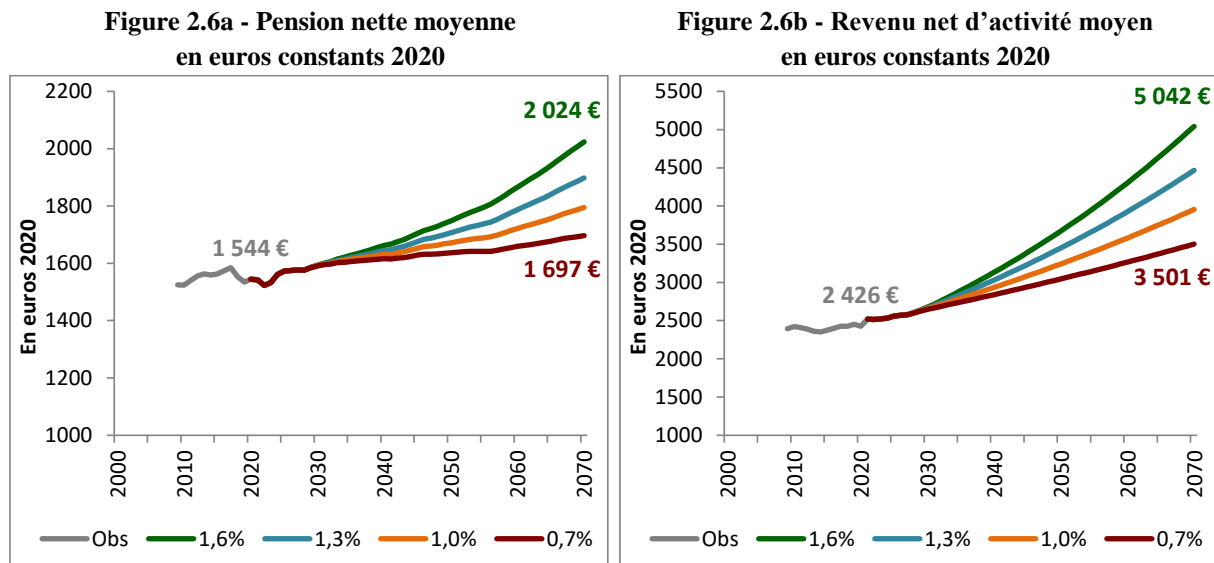 Figure 2.6a - Pension nette moyenne
en euros constants 2020
En euros 2020
2200
2000
1800
1600
1400
1200
1000
2 024 €
1 544 €
1 697 €
2000
2010
2020
2030
2040
2050
2060
2070
Obs
1,6%
1,3%
1,0%
0,7%
Figure 2.6b - Revenu net d’activité moyen
en euros constants 2020
En euros 2020
5500
5000
4500
4000
3500
3000
2500
2000
1500
1000
5 042 €
2 426 €
3 501 €
2000
2010
2020
2030
2040
2050
2060
2070
Obs
1,6%
1,3%
1,0%
0,7%